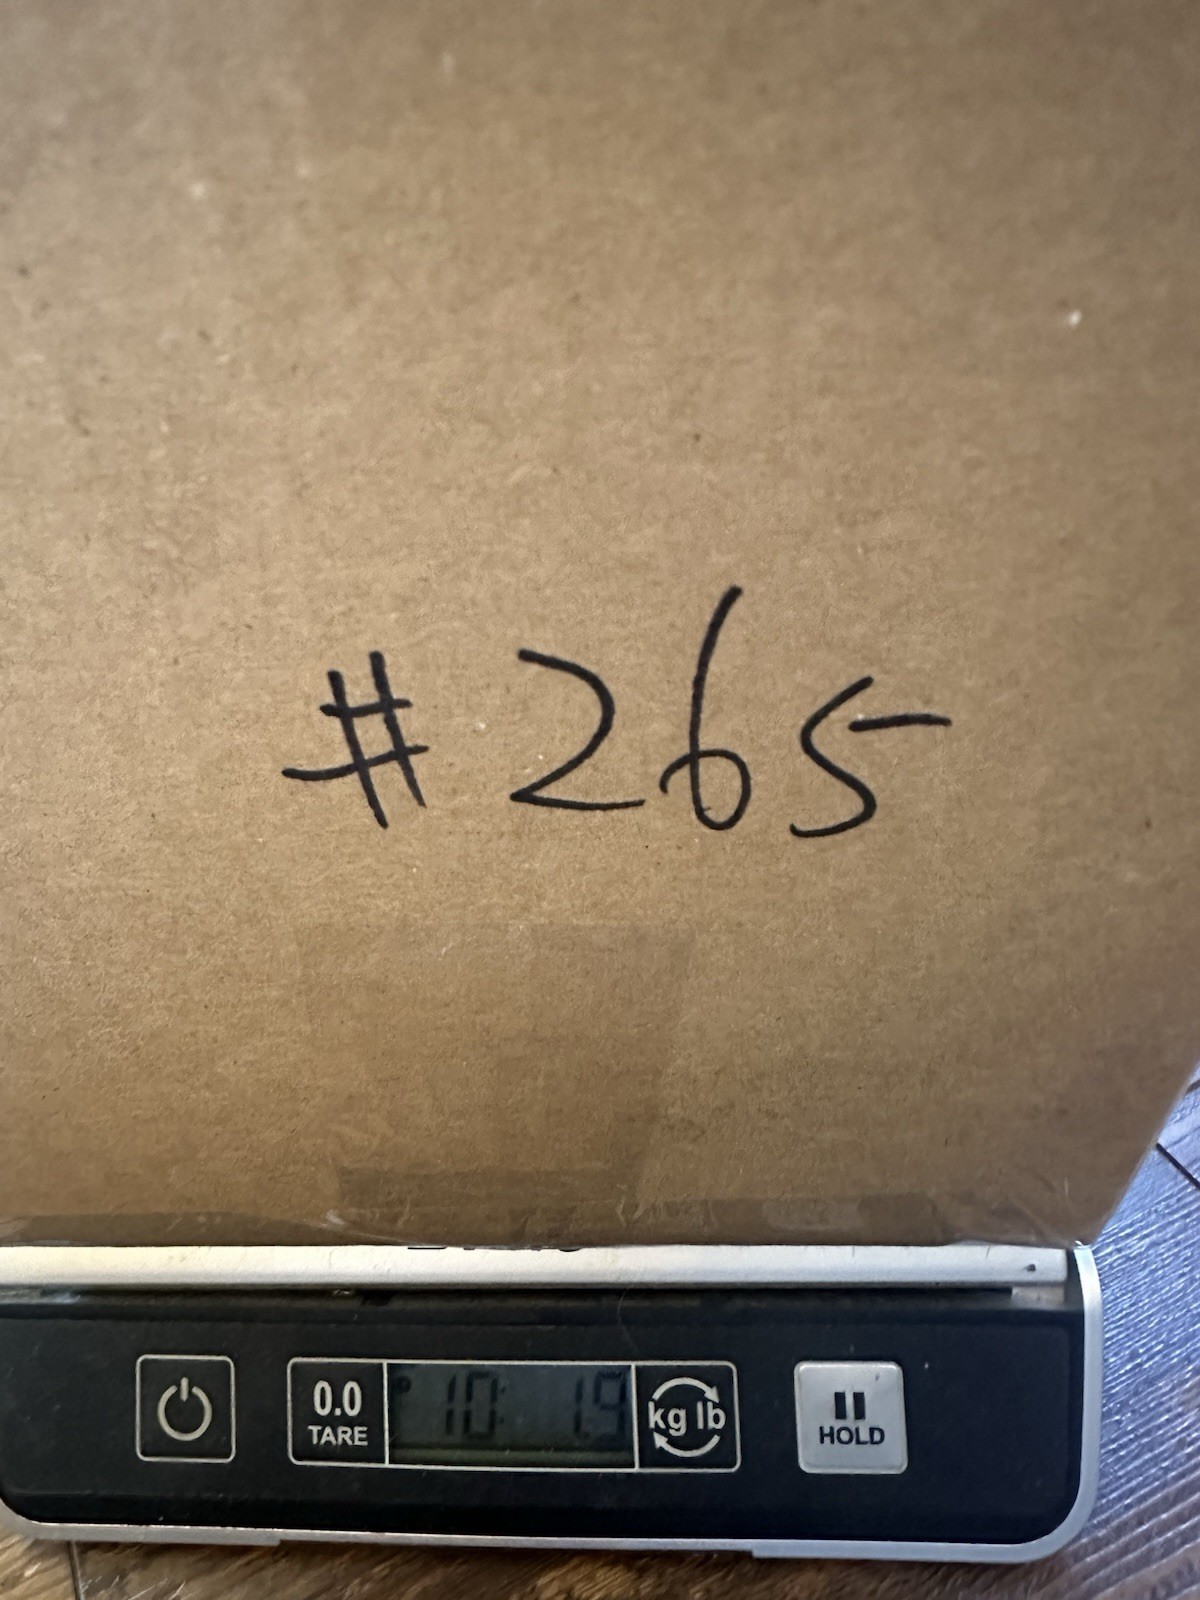 #265
0.0
TARE
10: 1.9
kg lb
HOLD